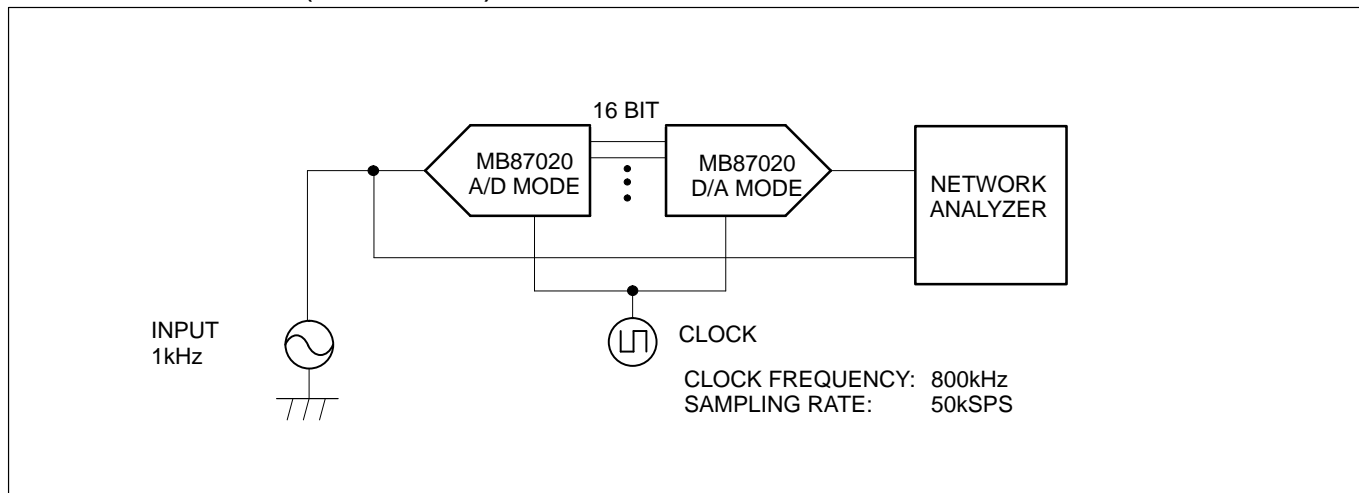 16 BIT
MB87020
A/D MODE
MB87020
D/A MODE
NETWORK
ANALYZER
INPUT
1kHz
CLOCK
CLOCK FREQUENCY: 800kHz
SAMPLING RATE: 50kSPS